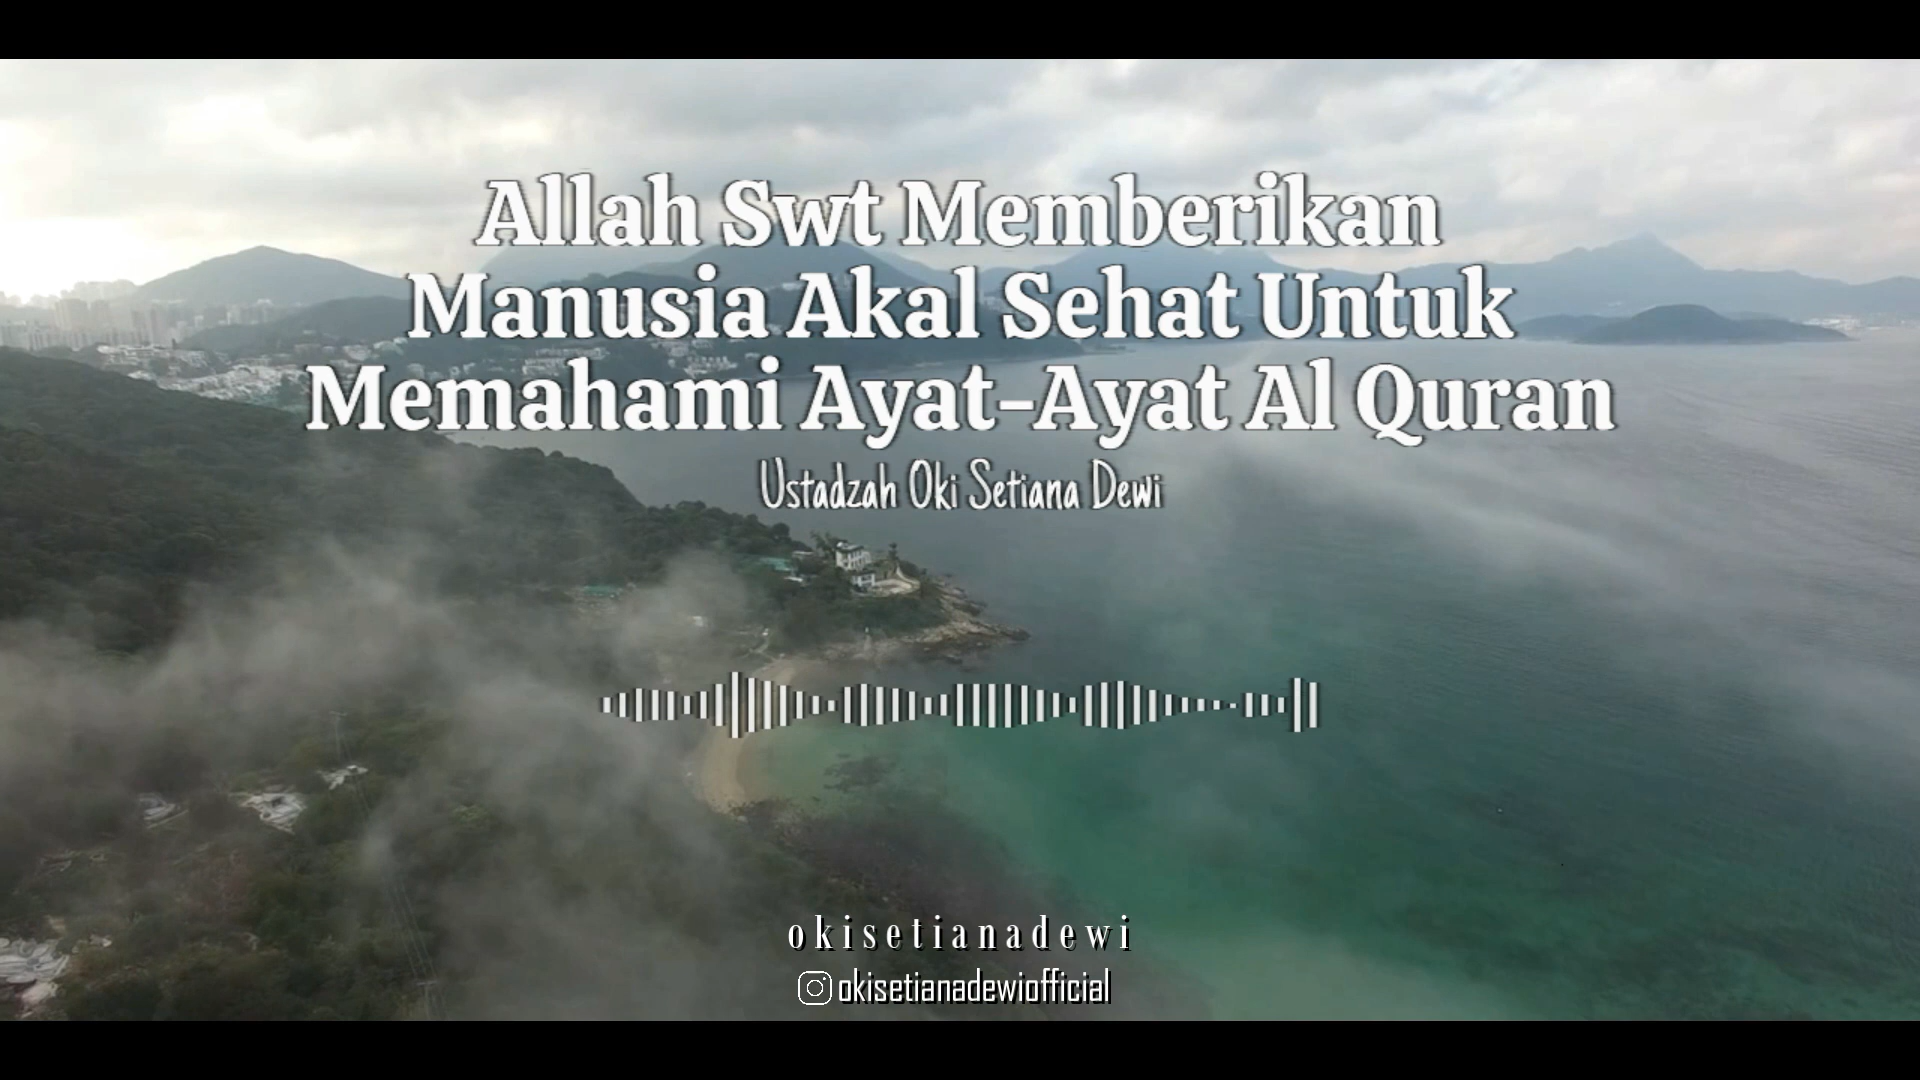 Allah Swt Memberikan
Manusia Akal Sehat Untuk
Memahami Ayat-Ayat Al Quran
Ustadzah Oki Setiana Dewi
okisetianadewi
okisetianadewiofficial